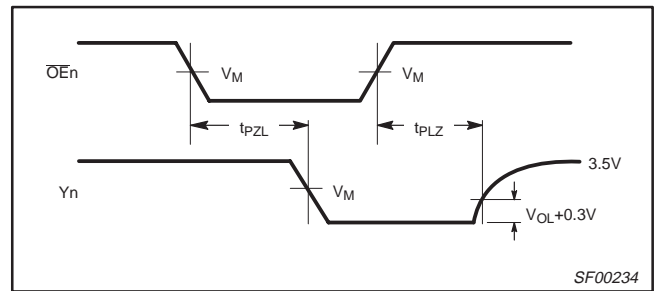 OEn
VM
VM
tPZL
tPLZ
Yn
VM
3.5V
VOL+0.3V
SF00234